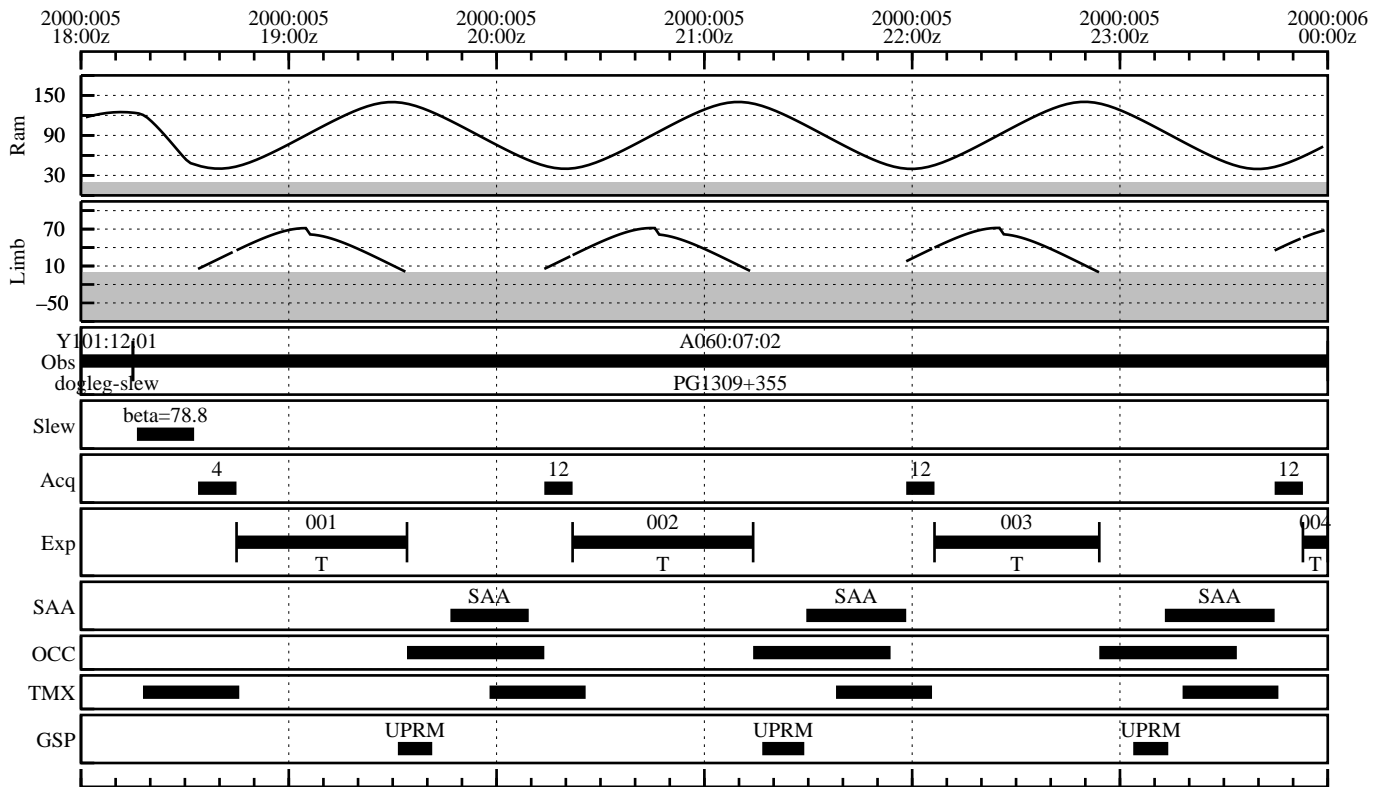 2000:005 2000:005 2000:005 2000:005 2000:005 2000:005 2000:006
18:00z 19:00z 20:00z 21:00z 22:00z 23:00z 00:00z
Ram
150
90
30
Limb
70
10
−50
Y101:12:01 A060:07:02
Obs
dogleg-slew PG1309+355
beta=78.8
Slew
4 12 12 12
Acq
001 002 003 004
Exp
T T T T
SAA SAA SAA
SAA
OCC
TMX
UPRM UPRM UPRM
GSP